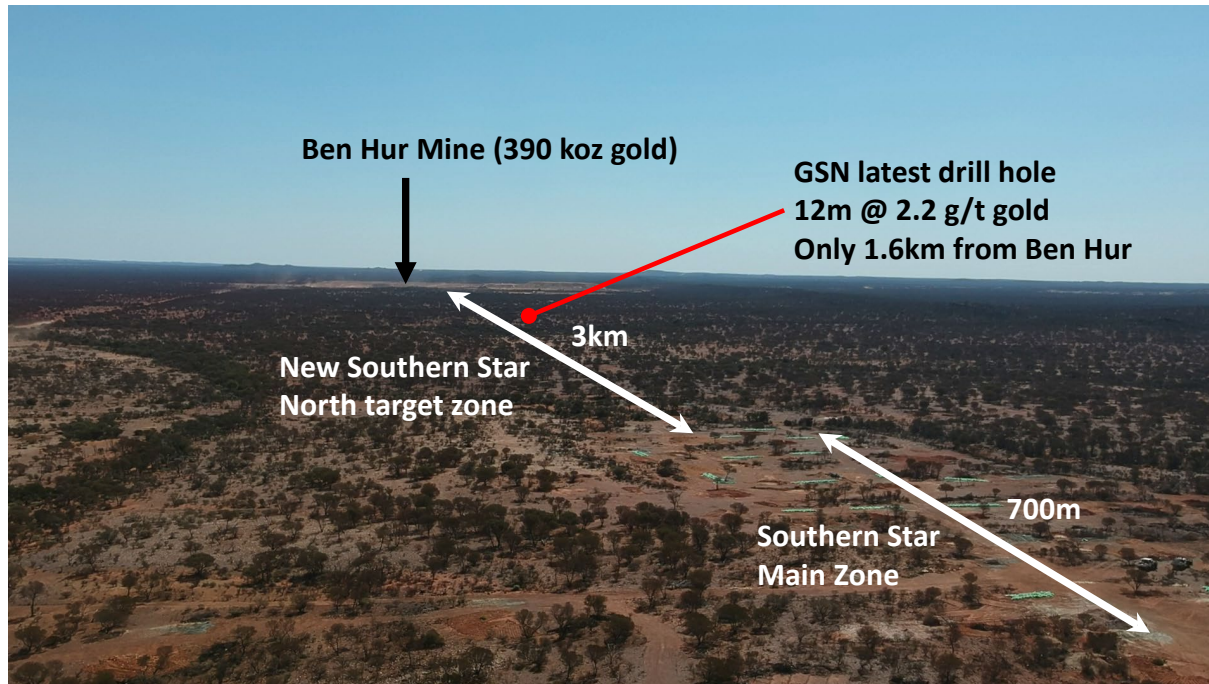 Ben Hur Mine (390 koz gold)
GSN latest drill hole
12m @ 2.2 g/t gold
Only 1.6km from Ben Hur
3km
New Southern Star
North target zone
700m
Southern Star
Main Zone